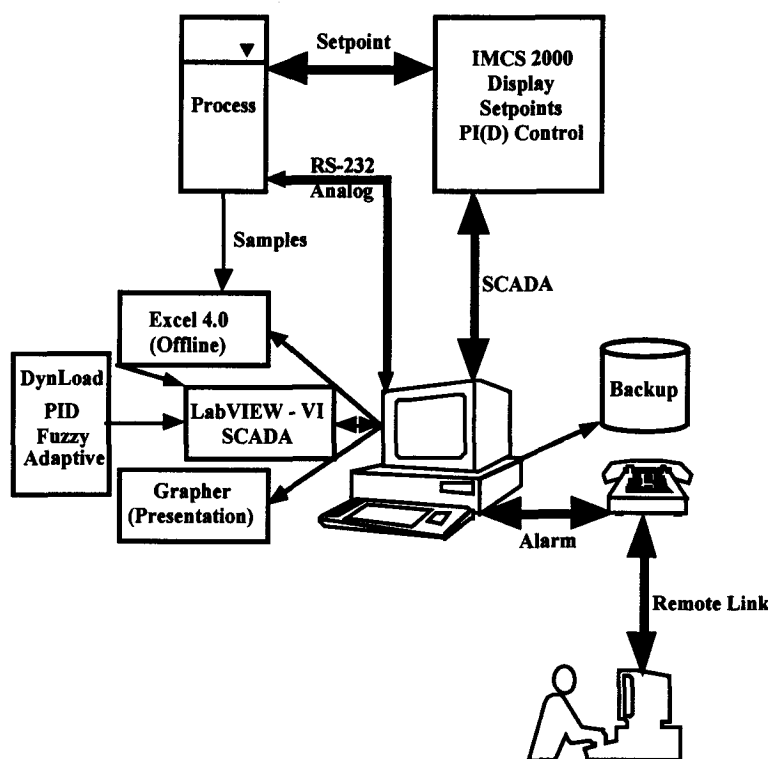 Setpoint
IMCS 2000
Display
Setpoints
PI(D) Control
Process
RS-232
Analog
Samples
SCADA
Excel 4.0
(Offline)
DynLoad
PID
Fuzzy
Adaptive
LabVIEW - VI
SCADA
Backup
Grapher
(Presentation)
Alarm
Remote Link